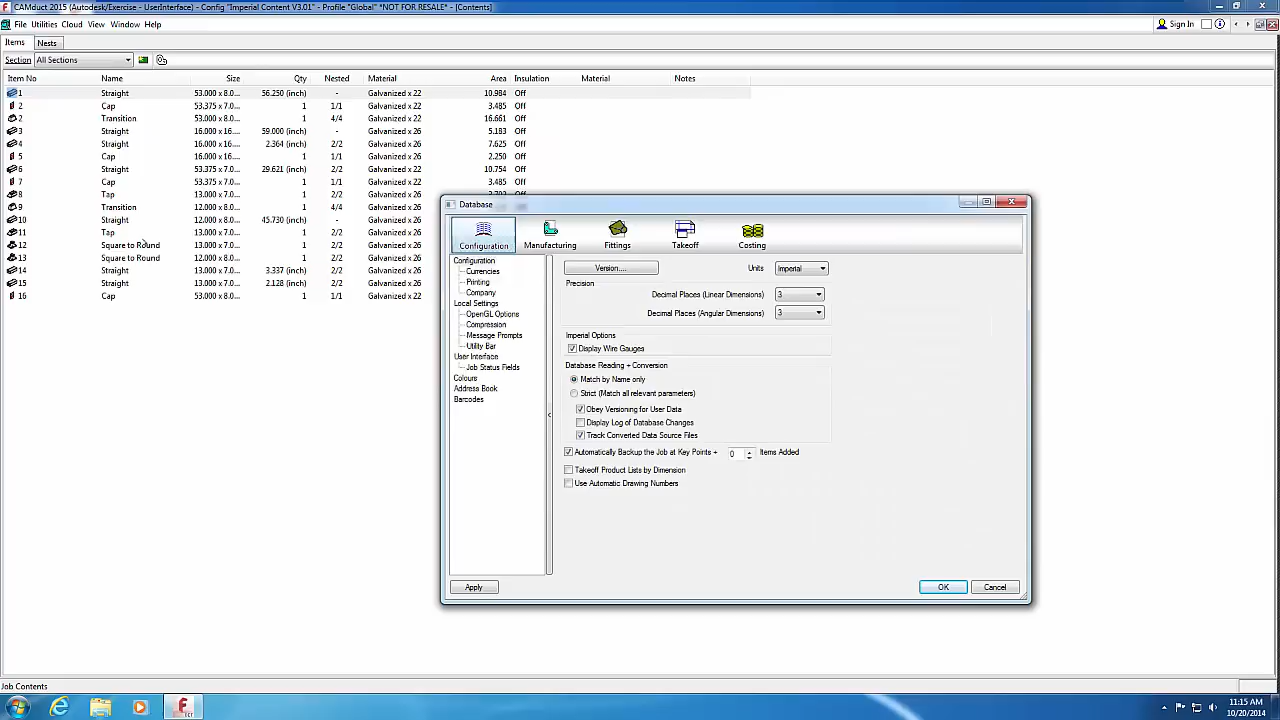 CAMduct 2015 (Autodesk/Exercise - UserInterface) - Config "Imperial Content V3.01" - Profile "Global" *NOT FOR RESALE* - [Contents]
File Utilities Cloud View Window Help Sign In
Items Nests
Section All Sections
Item No Name Size Qty Nested Material Area Insulation Material Notes
1 Straight 53.000 x 8.0... 56.250 (inch) - Galvanized x 22 10.984 Off
2 Cap 53.375 x 7.0... 1 1/1 Galvanized x 22 3.485 Off
2 Transition 53.000 x 8.0... 1 4/4 Galvanized x 22 16.661 Off
3 Straight 16.000 x 16.... 59.000 (inch) - Galvanized x 26 5.183 Off
4 Straight 16.000 x 16.... 2.364 (inch) 2/2 Galvanized x 26 7.625 Off
5 Cap 16.000 x 16.... 1 1/1 Galvanized x 26 2.250 Off
6 Straight 53.375 x 7.0... 29.621 (inch) 2/2 Galvanized x 26 10.754 Off
7 Cap 53.375 x 7.0... 1 1/1 Galvanized x 26 3.485 Off
8 Tap 13.000 x 7.0... 1 2/2 Galvanized x 26
9 Transition 53.000 x 8.0... 1 4/4 Galvanized x 26
10 Straight 12.000 x 8.0... 45.730 (inch) 2/2 Galvanized x 26
11 Tap 13.000 x 7.0... 1 2/2 Galvanized x 26
12 Square to Round 13.000 x 7.0... 1 2/2 Galvanized x 26
13 Square to Round 12.000 x 8.0... 1 2/2 Galvanized x 26
14 Straight 13.000 x 7.0... 3.337 (inch) 2/2 Galvanized x 26
15 Straight 13.000 x 7.0... 2.128 (inch) 2/2 Galvanized x 26
16 Cap 53.000 x 8.0... 1 1/1 Galvanized x 22
Database
Configuration Manufacturing Fittings Takeoff Costing
Configuration
Currencies
Printing
Company
Local Settings
OpenGL Options
Compression
Message Prompts
Utility Bar
User Interface
Job Status Fields
Colours
Address Book
Barcodes
Version.... Units Imperial
Precision
Decimal Places (Linear Dimensions) 3
Decimal Places (Angular Dimensions) 3
Imperial Options
Display Wire Gauges
Database Reading + Conversion
Match by Name only
Strict (Match all relevant parameters)
Obey Versioning for User Data
Display Log of Database Changes
Track Converted Data Source Files
Automatically Backup the Job at Key Points + 0 Items Added
Takeoff Product Lists by Dimension
Use Automatic Drawing Numbers
Apply OK Cancel
Job Contents
11:15 AM
10/20/2014